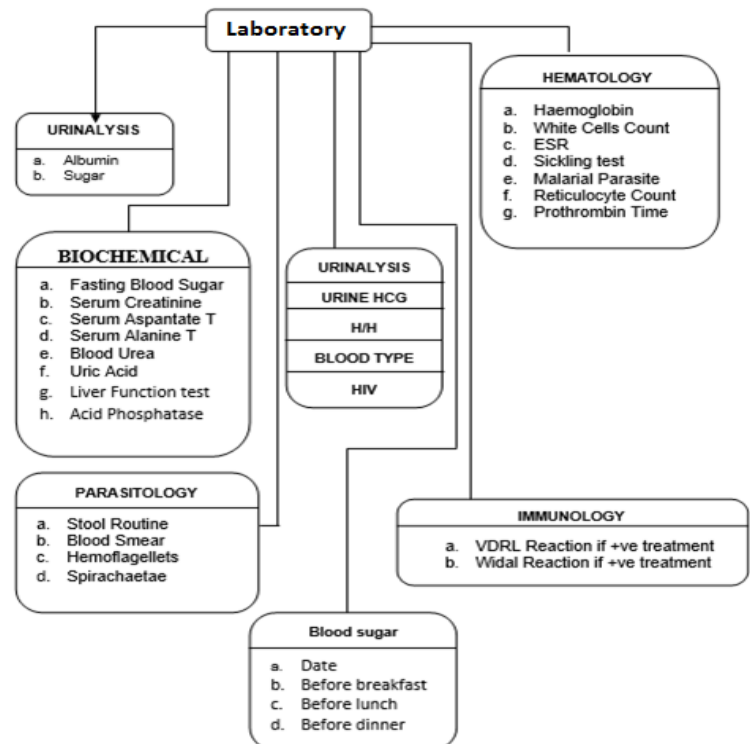 Laboratory
URINALYSIS
a. Albumin
b. Sugar
HEMATOLOGY
a. Haemoglobin
b. White Cells Count
c. ESR
d. Sickling test
e. Malarial Parasite
f. Reticulocyte Count
g. Prothrombin Time
BIOCHEMICAL
a. Fasting Blood Sugar
b. Serum Creatinine
c. Serum Aspantate T
d. Serum Alanine T
e. Blood Urea
f. Uric Acid
g. Liver Function test
h. Acid Phosphatase
URINALYSIS
URINE HCG
H/H
BLOOD TYPE
HIV
PARASITOLOGY
a. Stool Routine
b. Blood Smear
c. Hemoflagellets
d. Spirachaetae
IMMUNOLOGY
a. VDRL Reaction if +ve treatment
b. Widal Reaction if +ve treatment
Blood sugar
a. Date
b. Before breakfast
c. Before lunch
d. Before dinner